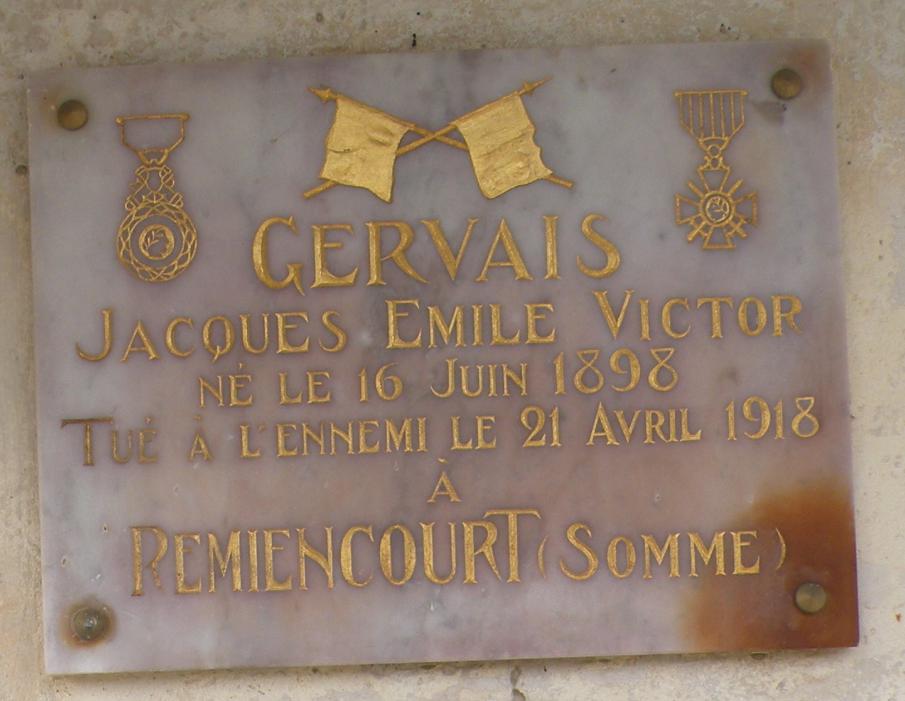 GERVAIS
JACQUES EMILE VICTOR
NÉ LE 16 JUIN 1898
TUÉ À L'ENNEMI LE 21 AVRIL 1918
À
REMIENCOURT (SOMME)